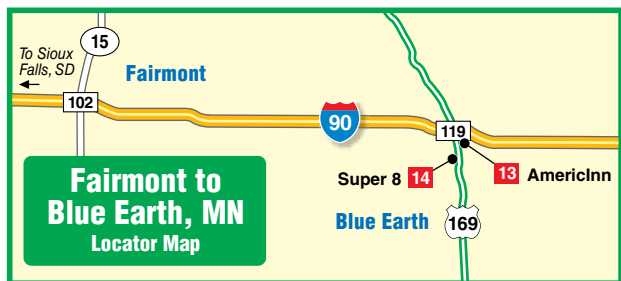 15
To Sioux
Falls, SD
Fairmont
102
90
119
Super 8 14
13 AmericInn
Fairmont to
Blue Earth, MN
Locator Map
Blue Earth
169